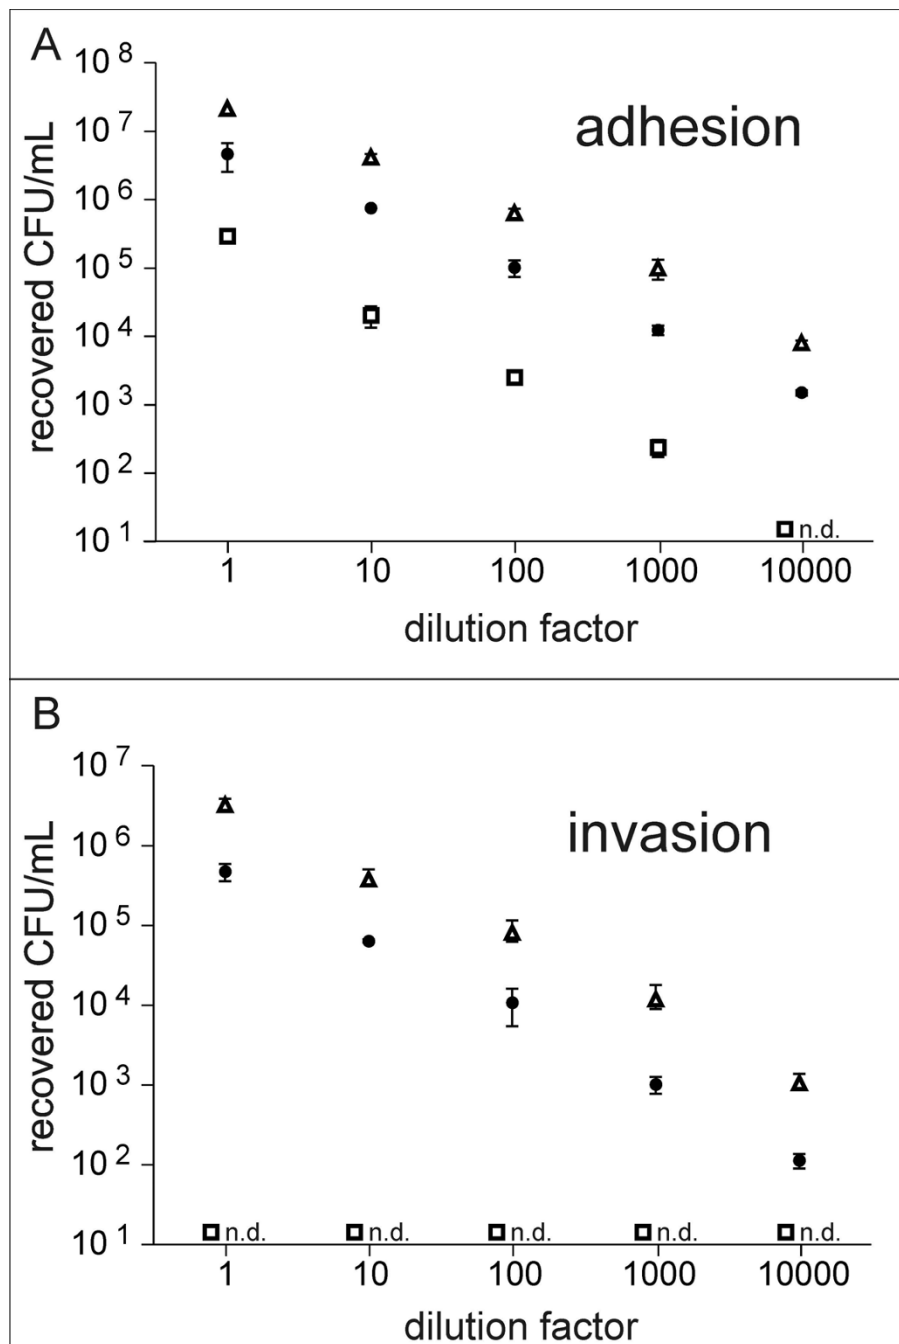 A
adhesion
recovered CFU/mL
10^8
10^7
10^6
10^5
10^4
10^3
10^2
10^1
n.d.
1 10 100 1000 10000
dilution factor
B
invasion
recovered CFU/mL
10^7
10^6
10^5
10^4
10^3
10^2
10^1
n.d. n.d. n.d. n.d. n.d.
1 10 100 1000 10000
dilution factor